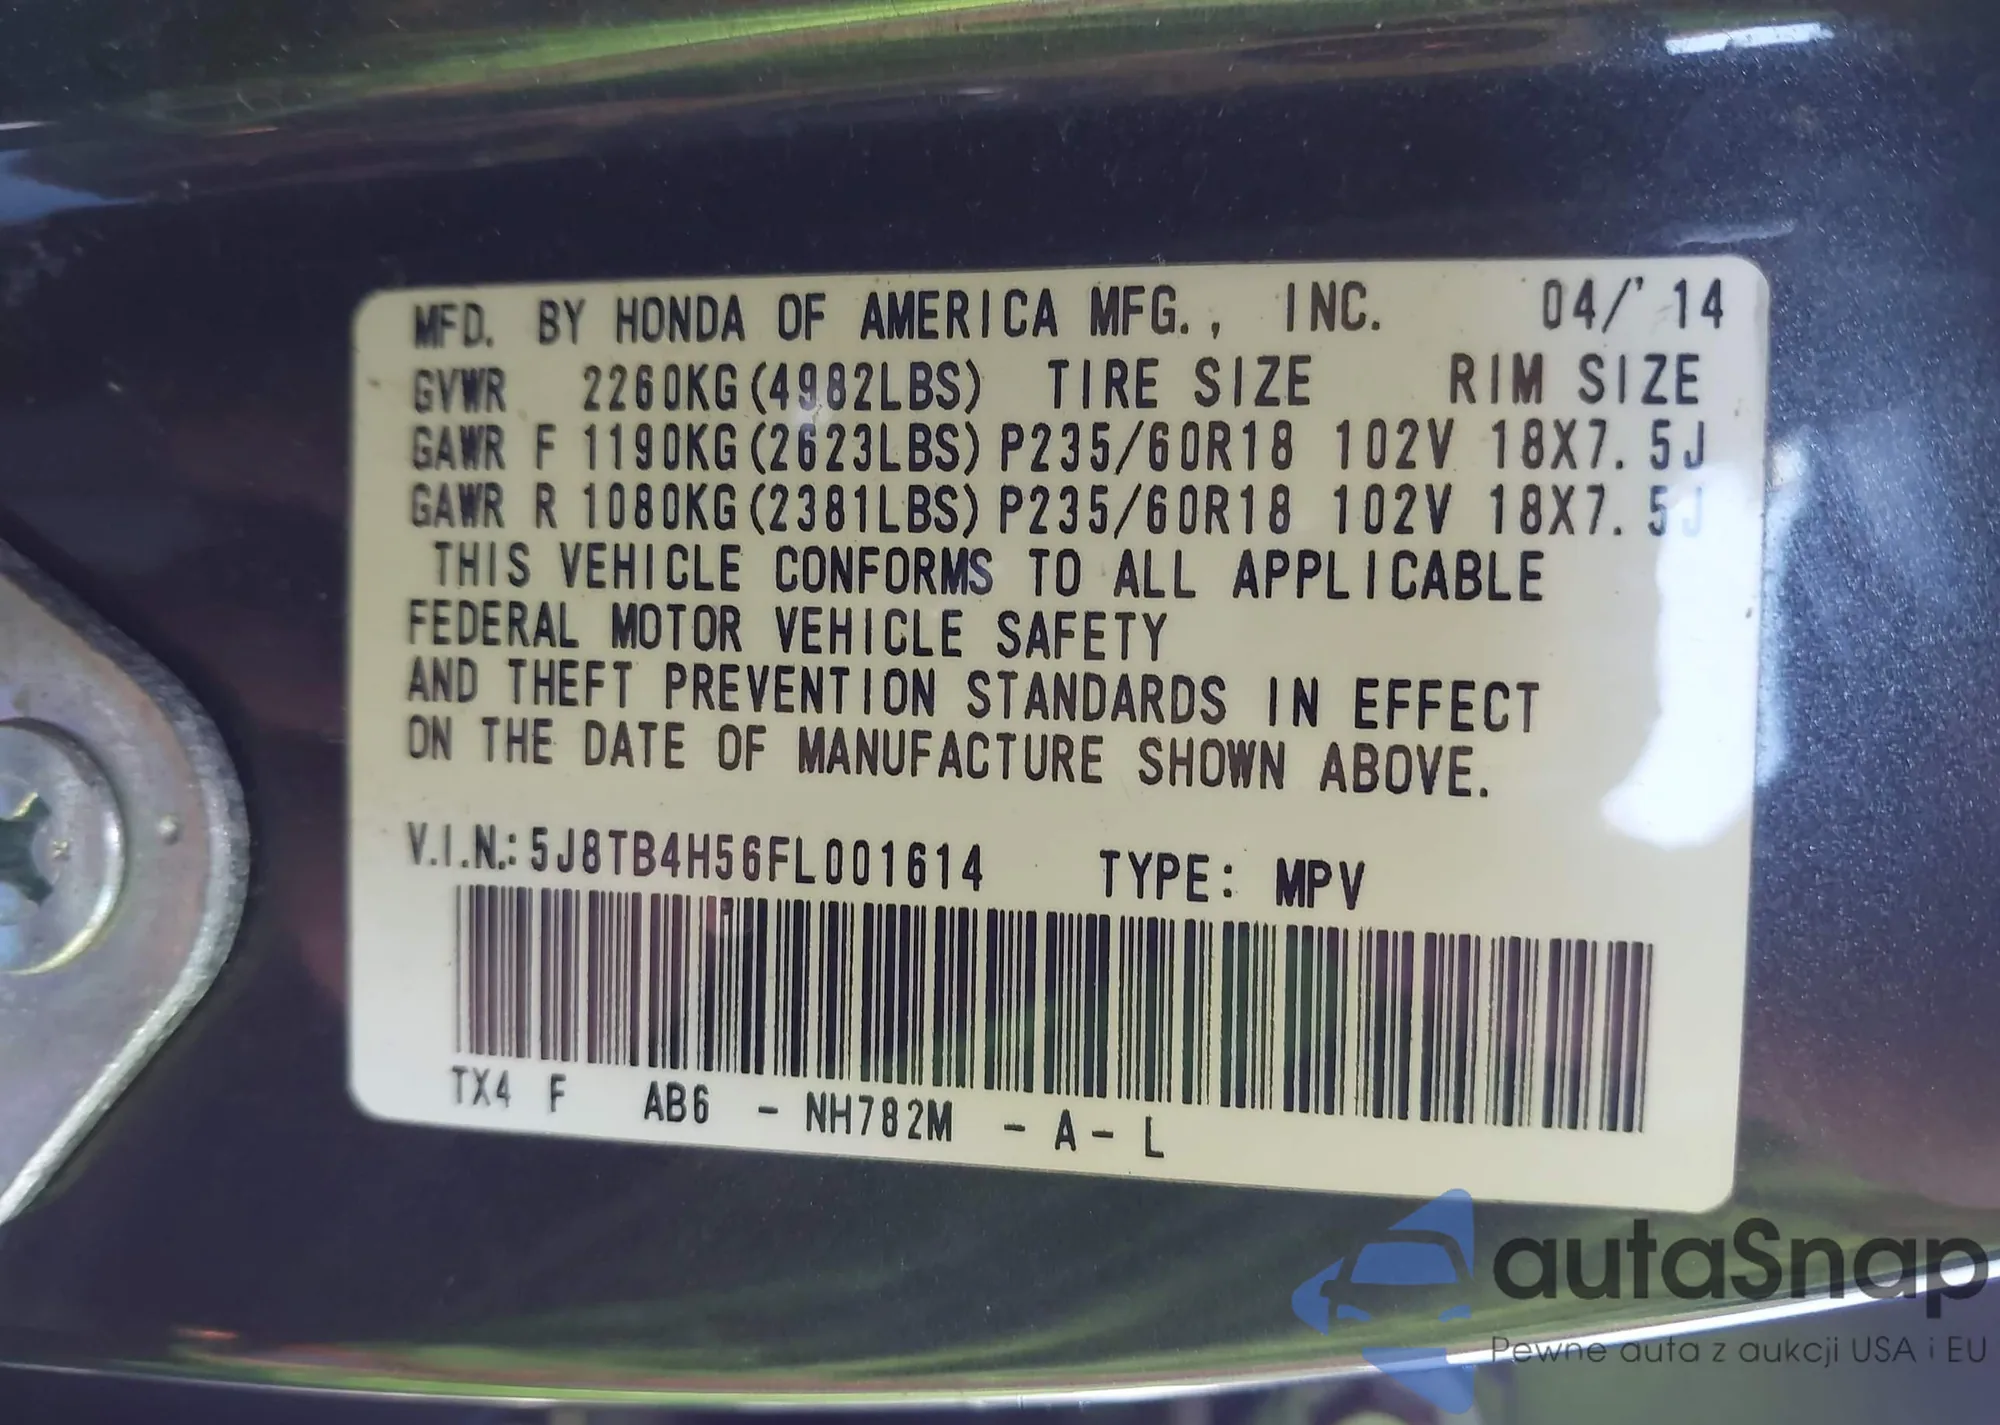 MFD. BY HONDA OF AMERICA MFG., INC. 04/'14
GVWR 2260KG(4982LBS) TIRE SIZE RIM SIZE
GAWR F 1190KG(2623LBS) P235/60R18 102V 18X7.5J
GAWR R 1080KG(2381LBS) P235/60R18 102V 18X7.5J
THIS VEHICLE CONFORMS TO ALL APPLICABLE
FEDERAL MOTOR VEHICLE SAFETY
AND THEFT PREVENTION STANDARDS IN EFFECT
ON THE DATE OF MANUFACTURE SHOWN ABOVE.
V.I.N.: 5J8TB4H56FL001614 TYPE: MPV
TX4 F AB6 - NH782M - A - L
autaSnap
Pewne auta z aukcji USA i EU